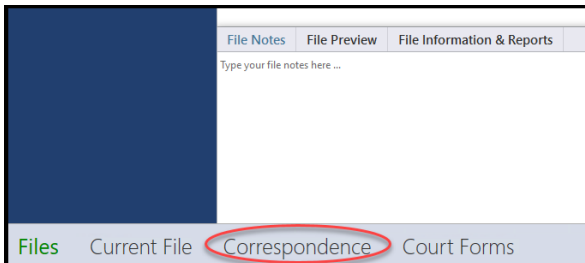 File Notes File Preview File Information & Reports
Type your file notes here ...
Files Current File Correspondence Court Forms